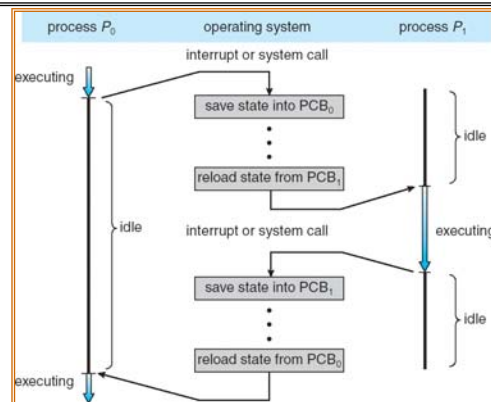 process P0 operating system process P1
interrupt or system call
executing
save state into PCB0
idle
reload state from PCB1
idle
interrupt or system call
executing
save state into PCB1
idle
reload state from PCB0
executing